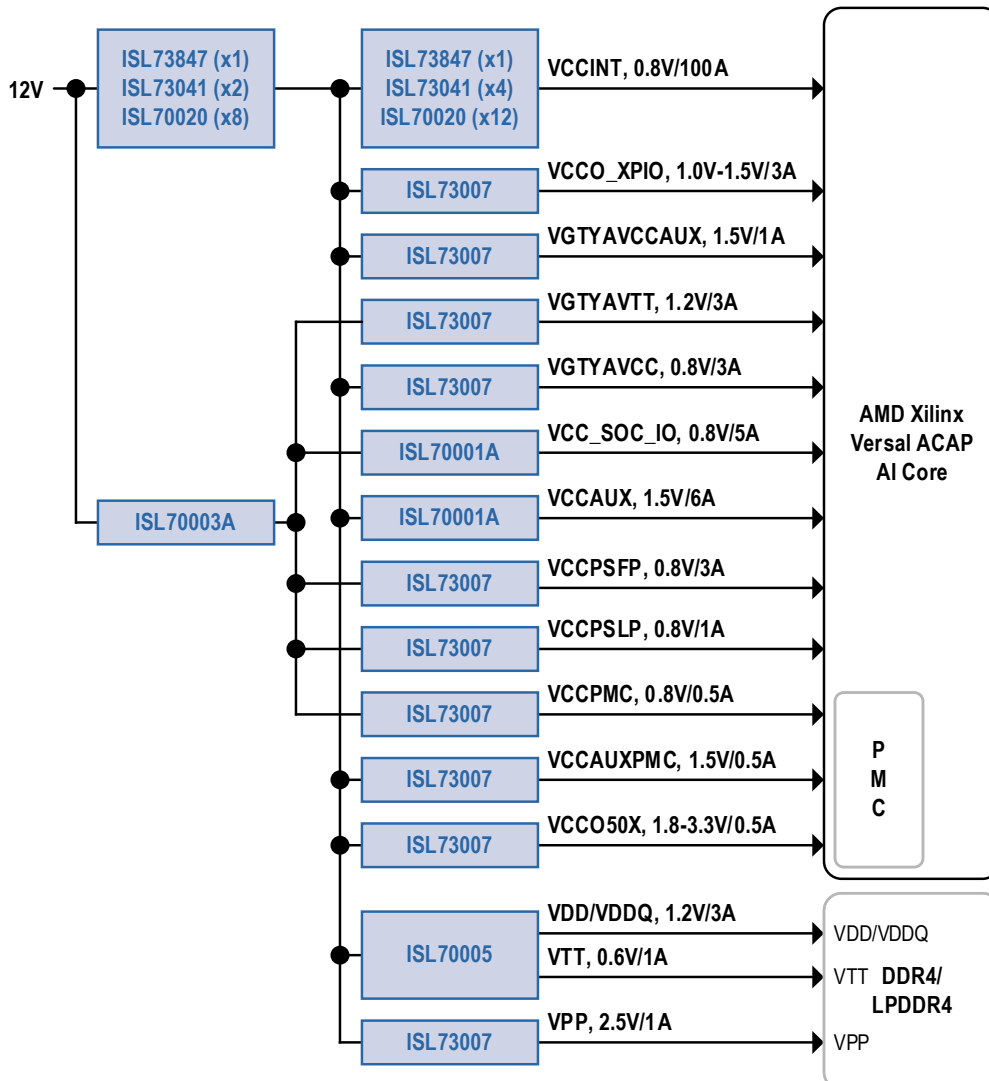 12V
ISL73847 (x1)
ISL73041 (x2)
ISL70020 (x8)
ISL73847 (x1)
ISL73041 (x4)
ISL70020 (x12)
VCCINT, 0.8V/100A
ISL73007
VCCO_XPIO, 1.0V-1.5V/3A
ISL73007
VGTYAVCCAUX, 1.5V/1A
ISL73007
VGTYAVTT, 1.2V/3A
ISL73007
VGTYAVCC, 0.8V/3A
ISL70001A
VCC_SOC_IO, 0.8V/5A
ISL70003A
ISL70001A
VCCAUX, 1.5V/6A
ISL73007
VCCPSFP, 0.8V/3A
ISL73007
VCCPSLP, 0.8V/1A
ISL73007
VCCPMC, 0.8V/0.5A
ISL73007
VCCAUXPMC, 1.5V/0.5A
ISL73007
VCCO50X, 1.8-3.3V/0.5A
AMD Xilinx
Versal ACAP
AI Core
P
M
C
ISL70005
VDD/VDDQ, 1.2V/3A
VTT, 0.6V/1A
ISL73007
VPP, 2.5V/1A
VDD/VDDQ
VTT DDR4/
LPDDR4
VPP